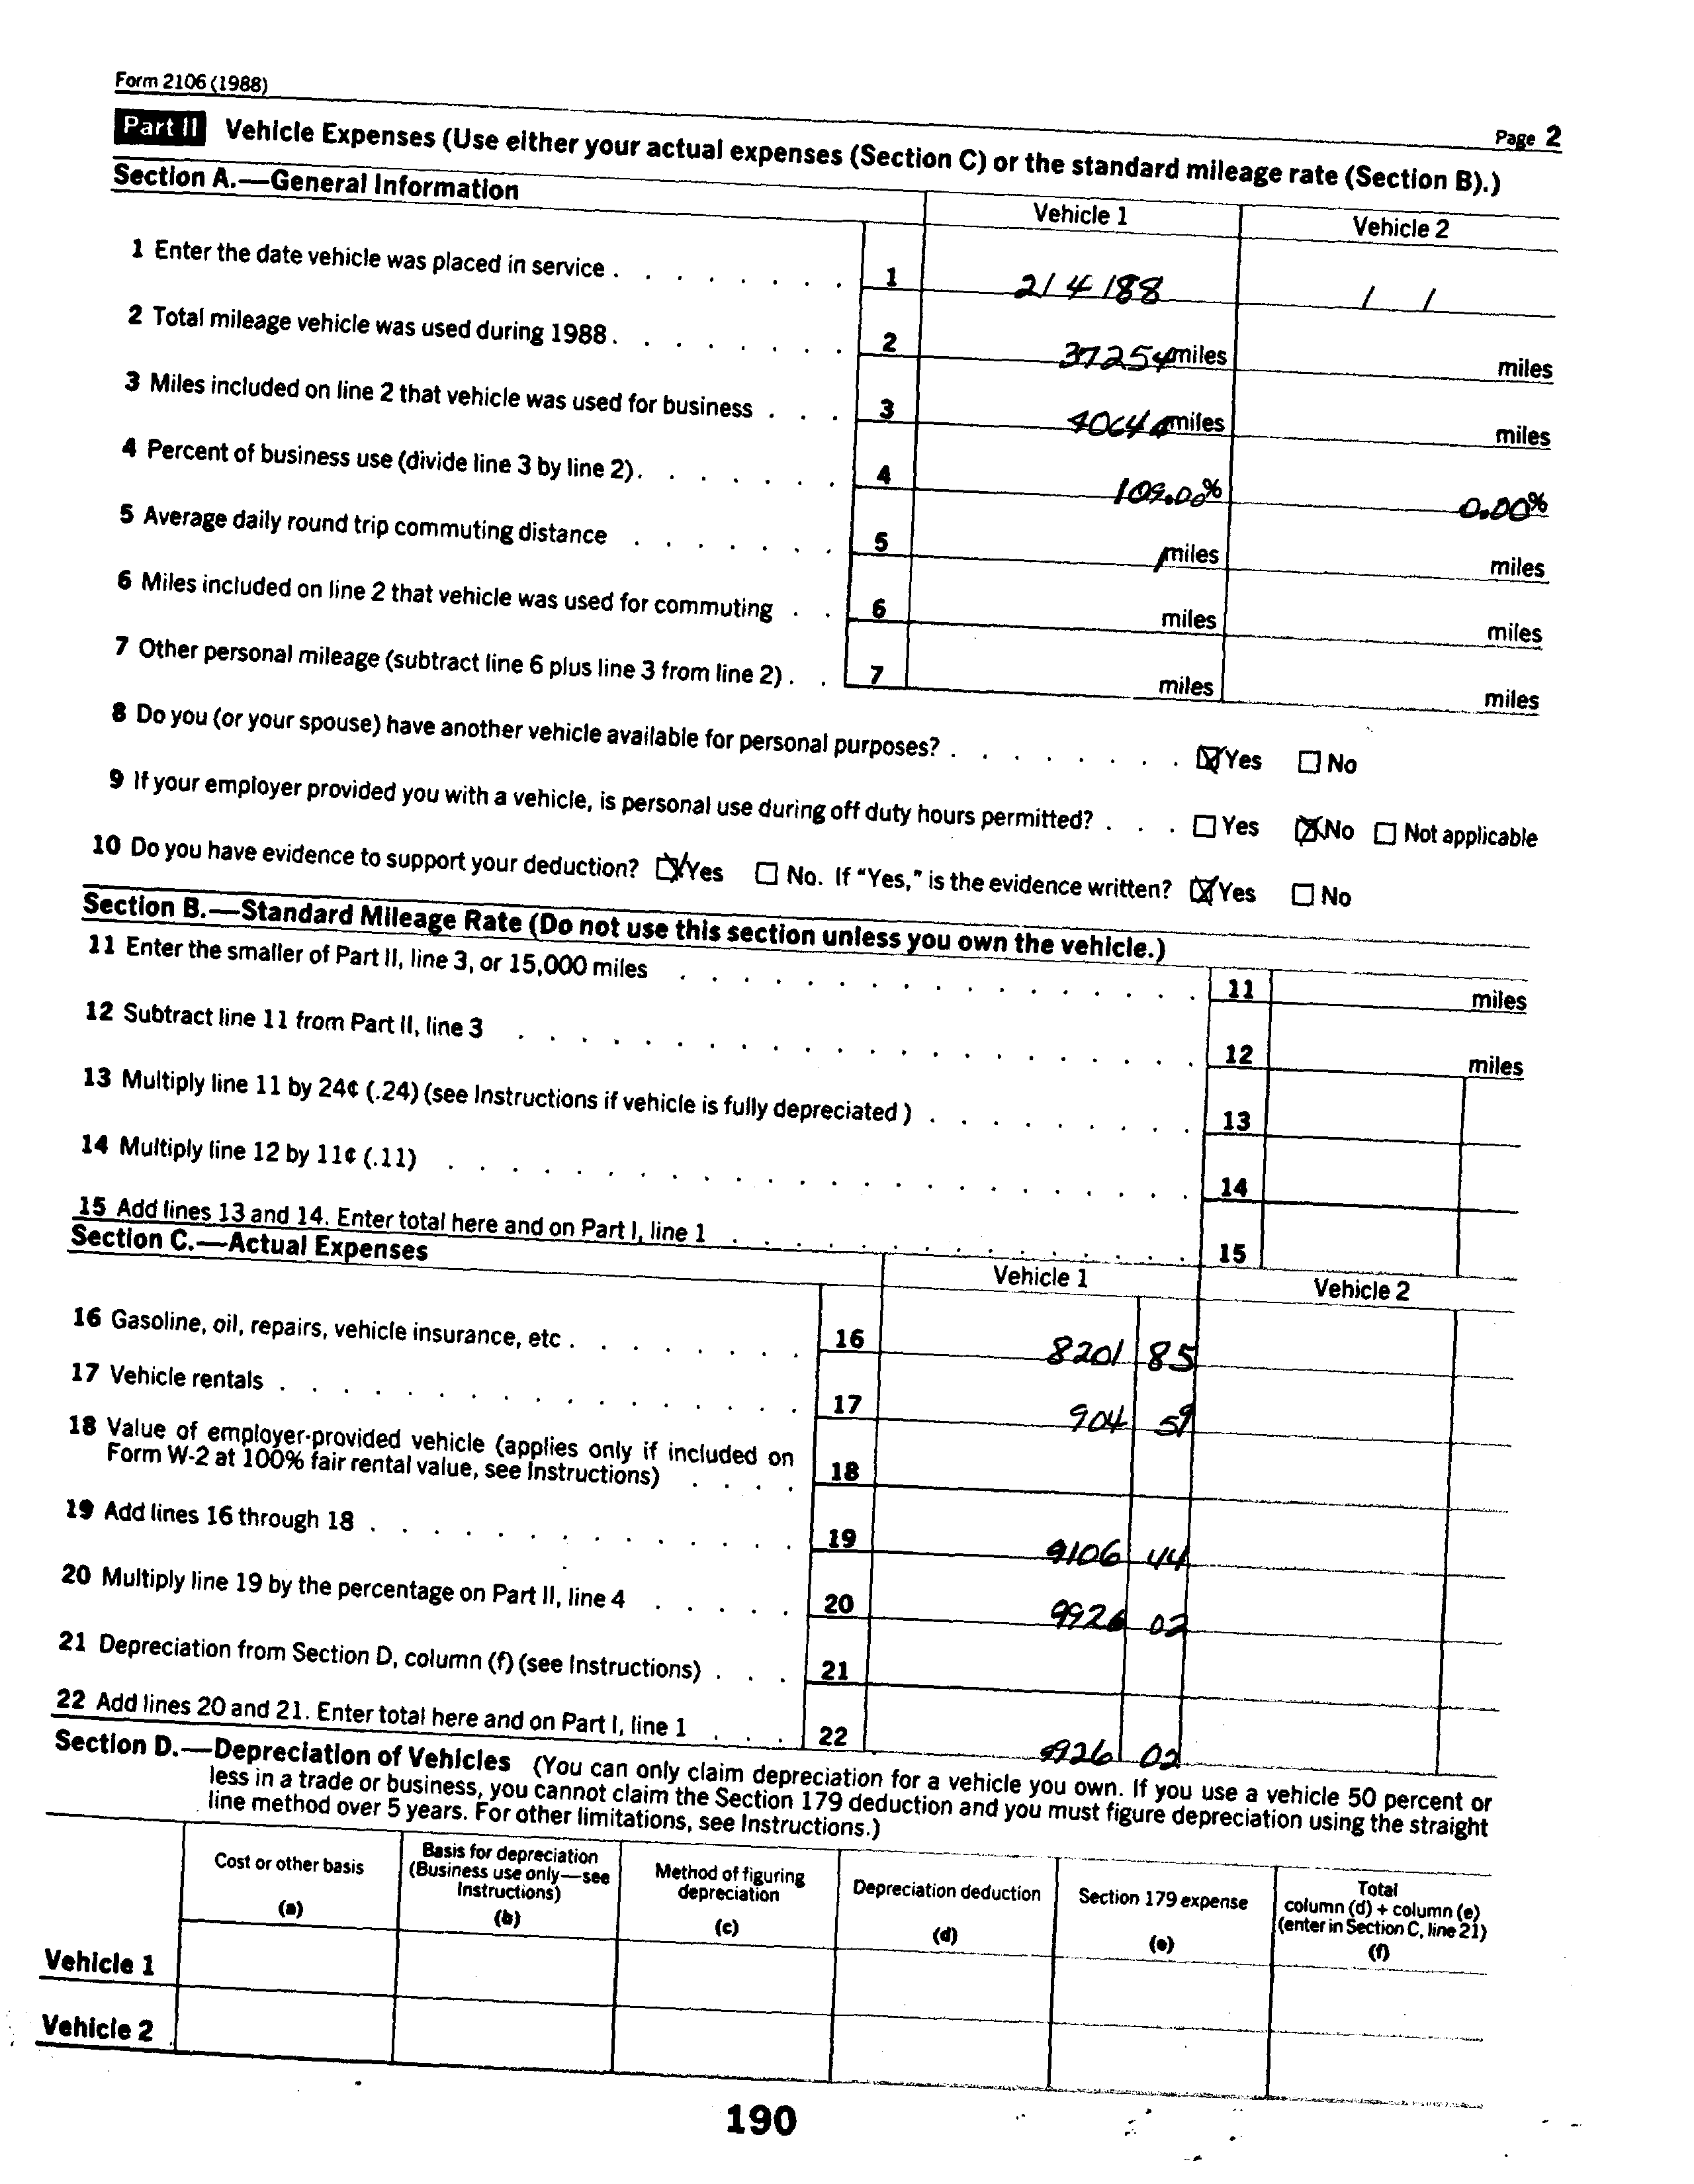 Form 2106 (1988)
Page 2
Part II Vehicle Expenses (Use either your actual expenses (Section C) or the standard mileage rate (Section B).)
Section A.—General Information
Vehicle 1 Vehicle 2
1 Enter the date vehicle was placed in service . . . . . . . . 1 2/ 4 /88 / /
2 Total mileage vehicle was used during 1988 . . . . . . . . 2 37254 miles miles
3 Miles included on line 2 that vehicle was used for business . . . 3 miles miles
4 Percent of business use (divide line 3 by line 2) . . . . . . . 4 109.00% 0.00%
5 Average daily round trip commuting distance . . . . . . . 5 miles miles
6 Miles included on line 2 that vehicle was used for commuting . . 6 miles miles
7 Other personal mileage (subtract line 6 plus line 3 from line 2) . . 7 miles miles
8 Do you (or your spouse) have another vehicle available for personal purposes? . . . . . . . . ☒ Yes ☐ No
9 If your employer provided you with a vehicle, is personal use during off duty hours permitted? . . . ☐ Yes ☒ No ☐ Not applicable
10 Do you have evidence to support your deduction? ☒ Yes ☐ No. If “Yes,” is the evidence written? ☒ Yes ☐ No
Section B.—Standard Mileage Rate (Do not use this section unless you own the vehicle.)
11 Enter the smaller of Part II, line 3, or 15,000 miles . . . . . . . . . . . . . . . . . 11 miles
12 Subtract line 11 from Part II, line 3 . . . . . . . . . . . . . . . . . . . . . . 12 miles
13 Multiply line 11 by 24¢ (.24) (see Instructions if vehicle is fully depreciated ) . . . . . . . . . 13
14 Multiply line 12 by 11¢ (.11) . . . . . . . . . . . . . . . . . . . . . . . . 14
15 Add lines 13 and 14. Enter total here and on Part I, line 1 . . . . . . . . . . . . . . . 15
Section C.—Actual Expenses
Vehicle 1 Vehicle 2
16 Gasoline, oil, repairs, vehicle insurance, etc . . . . . . . . 16 8201 85
17 Vehicle rentals . . . . . . . . . . . . . . . . . 17 904 59
18 Value of employer-provided vehicle (applies only if included on
Form W-2 at 100% fair rental value, see Instructions) . . . . 18
19 Add lines 16 through 18 . . . . . . . . . . . . . . 19 9106 44
20 Multiply line 19 by the percentage on Part II, line 4 . . . . . 20 9926 02
21 Depreciation from Section D, column (f) (see Instructions) . . . 21
22 Add lines 20 and 21. Enter total here and on Part I, line 1 . . . 22 9926 02
Section D.—Depreciation of Vehicles (You can only claim depreciation for a vehicle you own. If you use a vehicle 50 percent or
less in a trade or business, you cannot claim the Section 179 deduction and you must figure depreciation using the straight
line method over 5 years. For other limitations, see Instructions.)
Cost or other basis
(a)
Basis for depreciation
(Business use only—see
Instructions)
(b)
Method of figuring
depreciation
(c)
Depreciation deduction
(d)
Section 179 expense
(e)
Total
column (d) + column (e)
(enter in Section C, line 21)
(f)
Vehicle 1
Vehicle 2
190